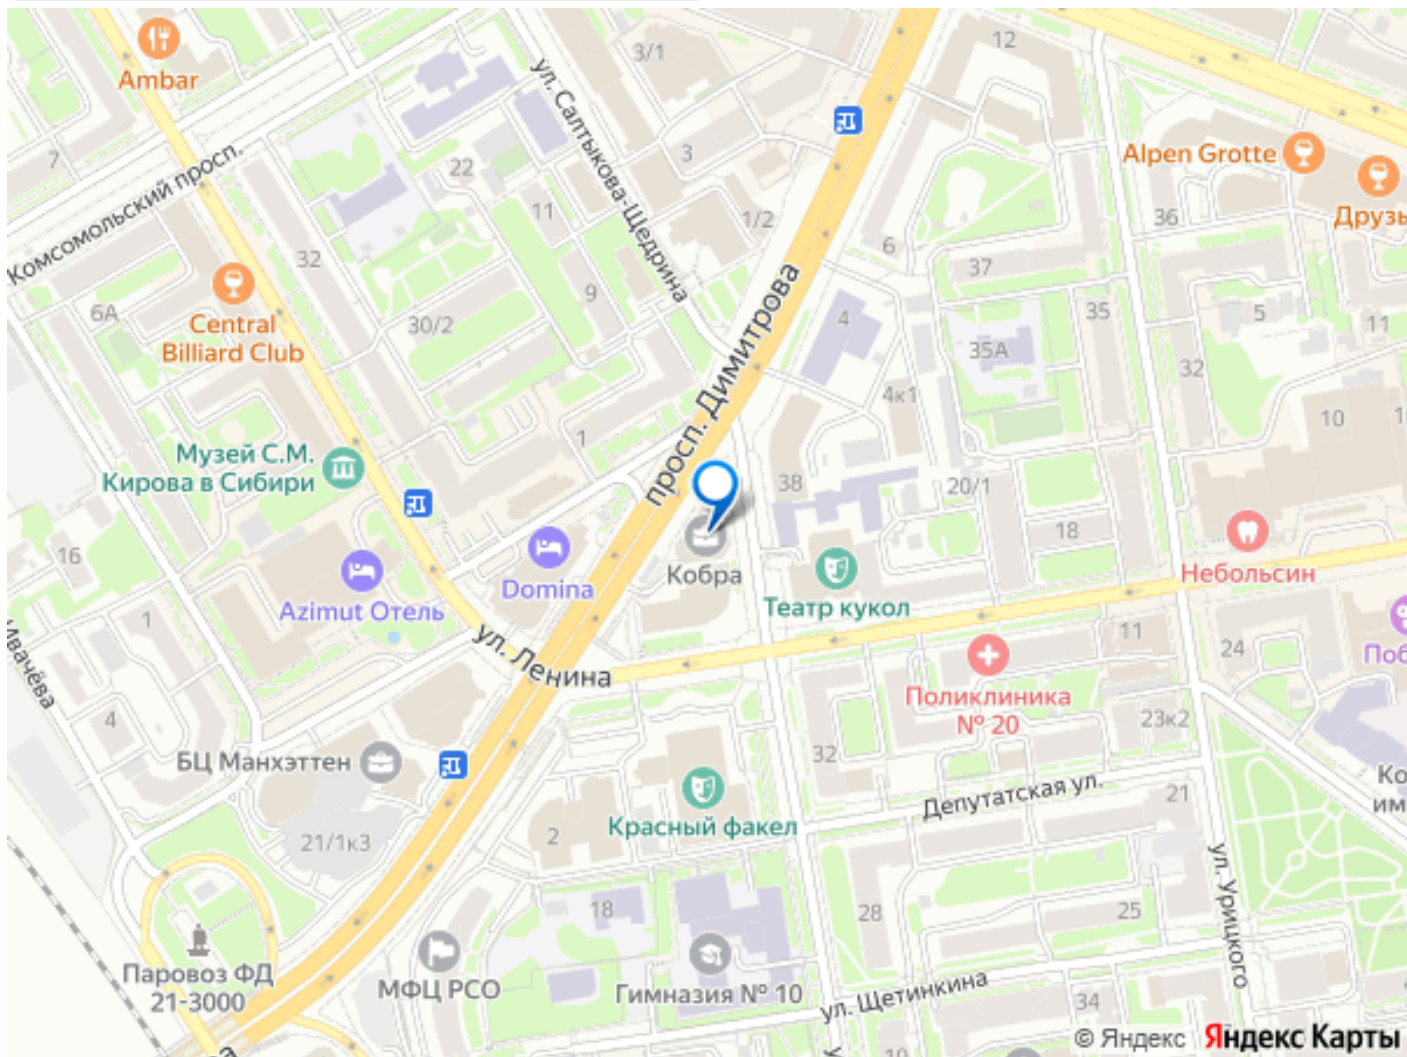 Ambar
3/1
12
ул. Салтыкова-Щедрина
7
Комсомольский просп.
22
3
Alpen Grotte
Друзь
11
1/2
36
6
32
37
6А
9
4
35
5
11
Central
Billiard Club
30/2
35А
32
просп. Димитрова
4к1
10
1
Музей С.М.
Кирова в Сибири
38
20/1
18
16
Domina
Кобра
Небольсин
Azimut Отель
Театр кукол
1
ул. Ленина
11
24
Ивачёва
Поб
Поликлиника
№ 20
4
23к2
32
БЦ Манхэттен
Ко
им
Депутатская ул.
21
Красный факел
2
21/1к3
ул. Урицкого
18
28
25
Паровоз ФД
21-3000
МФЦ РСО
Гимназия № 10
ул. Щетинкина
34
10
© Яндекс Яндекс Карты